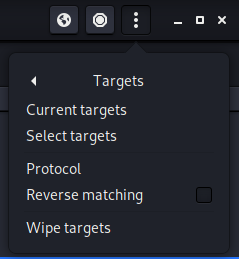 Targets
Current targets
Select targets
Protocol
Reverse matching
Wipe targets